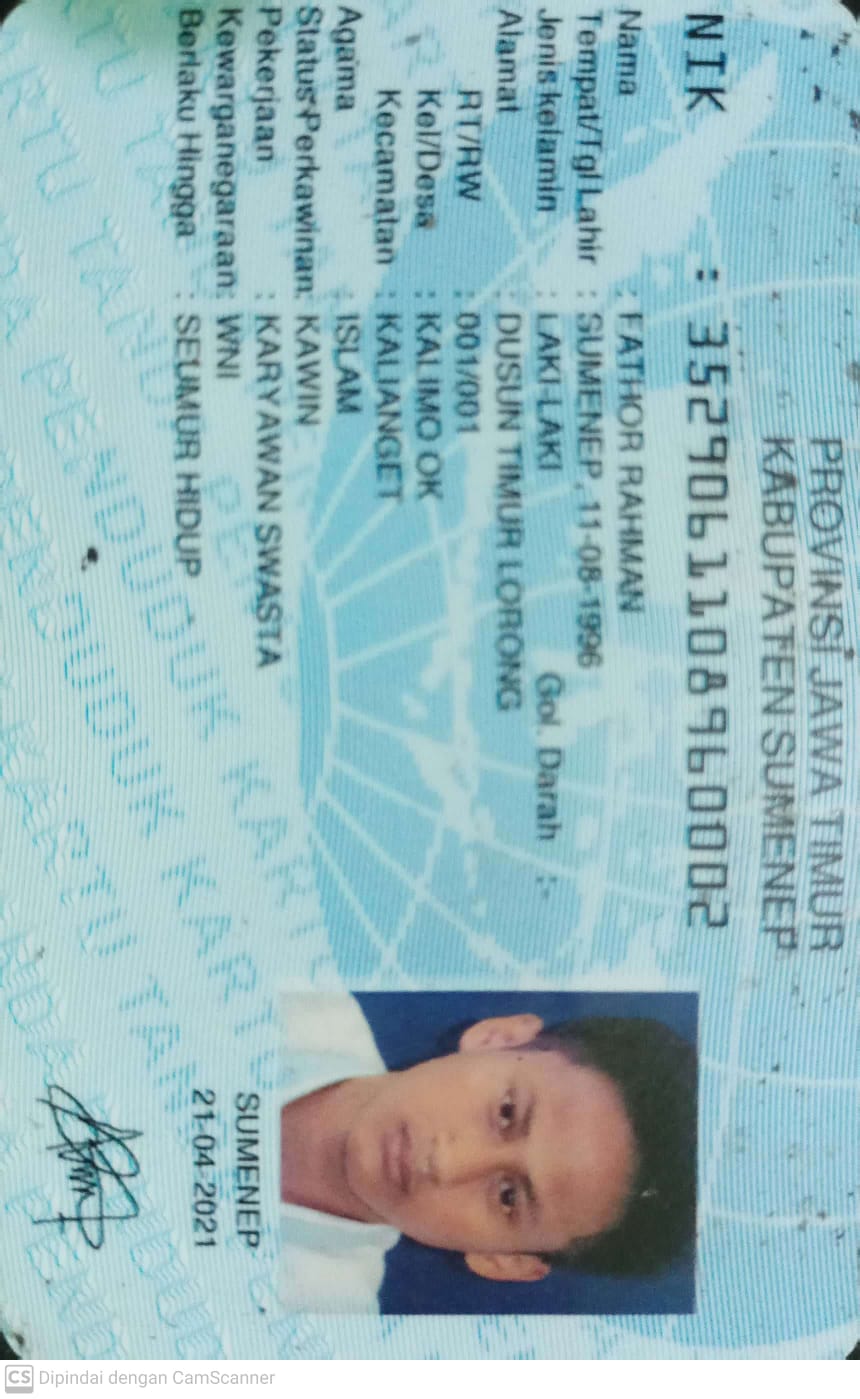 PROVINSI JAWA TIMUR
KABUPATEN SUMENEP
NIK : 3529061108960002
Nama : FATHOR RAHMAN
Tempat/Tgl Lahir : SUMENEP, 11-08-1996
Jenis kelamin : LAKI-LAKI Gol. Darah :-
Alamat : DUSUN TIMUR LORONG
RT/RW : 001/001
Kel/Desa : KALIMO OK
Kecamatan : KALIANGET
Agama : ISLAM
Status Perkawinan: KAWIN
Pekerjaan : KARYAWAN SWASTA
Kewarganegaraan: WNI
Berlaku Hingga : SEUMUR HIDUP
SUMENEP
21-04-2021
CS Dipindai dengan CamScanner